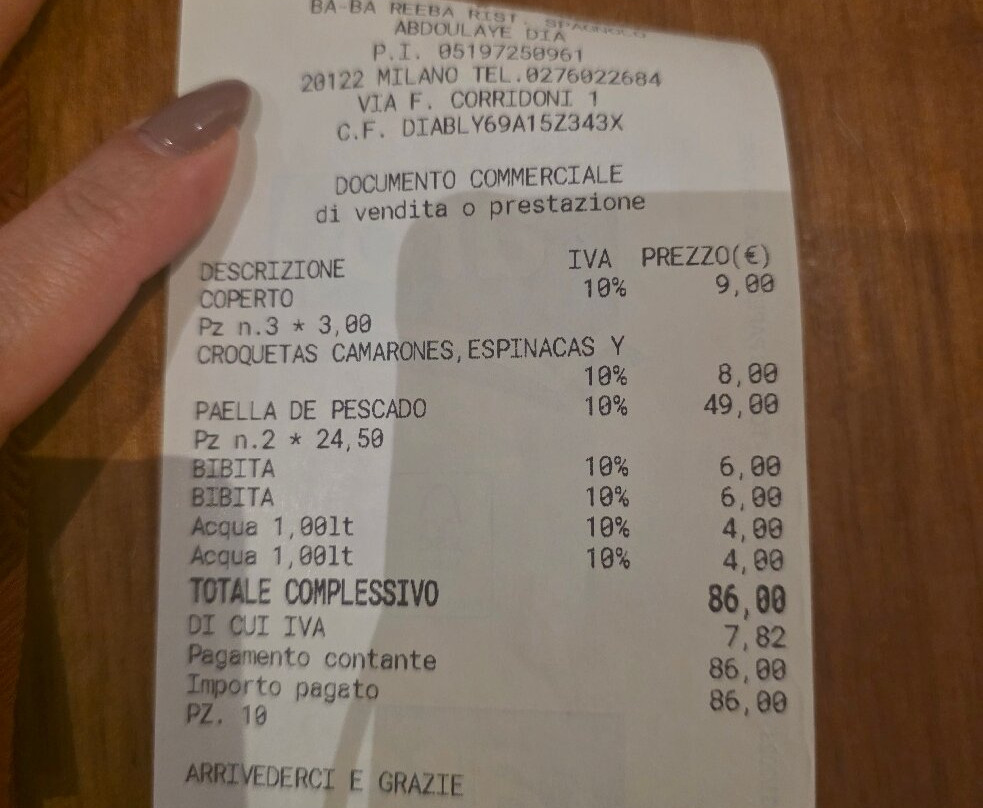 BA-BA REEBA RIST. SPAGNOLO
ABDOULAYE DIA
P.I. 05197250961
20122 MILANO TEL.0276022684
VIA F. CORRIDONI 1
C.F. DIABLY69A15Z343X
DOCUMENTO COMMERCIALE
di vendita o prestazione
DESCRIZIONE IVA PREZZO(€)
COPERTO 10% 9,00
Pz n.3 * 3,00
CROQUETAS CAMARONES,ESPINACAS Y
10% 8,00
PAELLA DE PESCADO 10% 49,00
Pz n.2 * 24,50
BIBITA 10% 6,00
BIBITA 10% 6,00
Acqua 1,00lt 10% 4,00
Acqua 1,00lt 10% 4,00
TOTALE COMPLESSIVO 86,00
DI CUI IVA 7,82
Pagamento contante 86,00
Importo pagato 86,00
PZ. 10
ARRIVEDERCI E GRAZIE